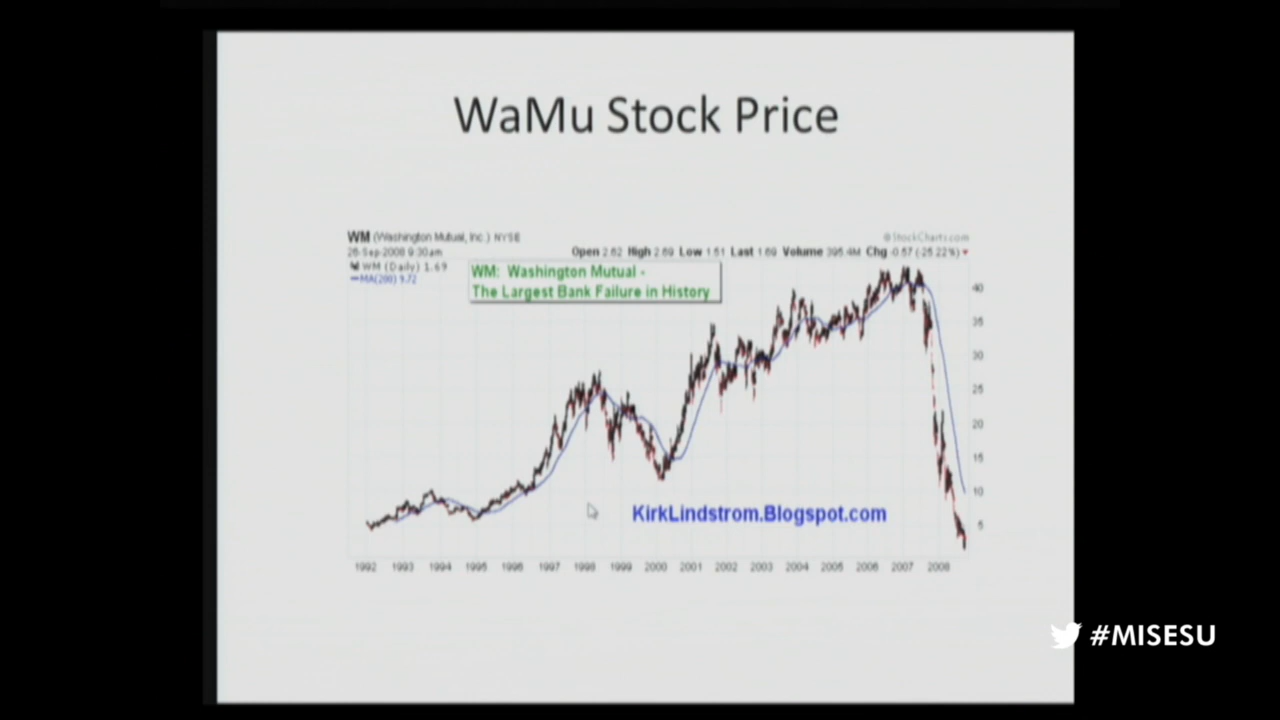 WaMu Stock Price
WM (Washington Mutual, Inc.) NYSE
© StockCharts.com
26-Sep-2008 9:30am
Open 2.62 High 2.69 Low 1.51 Last 1.69 Volume 395.4M Chg -0.57 (-25.22%)
WM (Daily) 1.69
MA(200) 9.72
WM: Washington Mutual -
The Largest Bank Failure in History
40
35
30
25
20
15
10
5
KirkLindstrom.Blogspot.com
1992 1993 1994 1995 1996 1997 1998 1999 2000 2001 2002 2003 2004 2005 2006 2007 2008
#MISESU